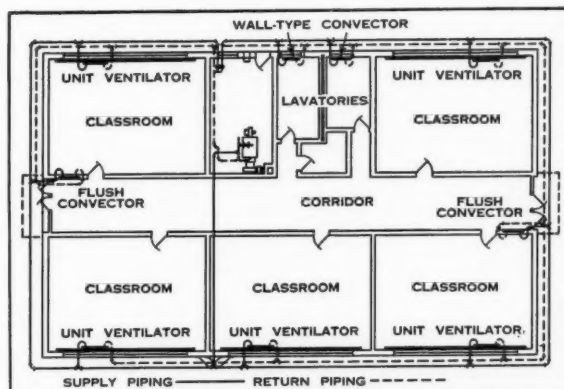 WALL-TYPE CONVECTOR
UNIT VENTILATOR
UNIT VENTILATOR
LAVATORIES
CLASSROOM
CLASSROOM
FLUSH CONVECTOR
CORRIDOR
FLUSH CONVECTOR
CLASSROOM
CLASSROOM
CLASSROOM
UNIT VENTILATOR
UNIT VENTILATOR
UNIT VENTILATOR
SUPPLY PIPING
RETURN PIPING